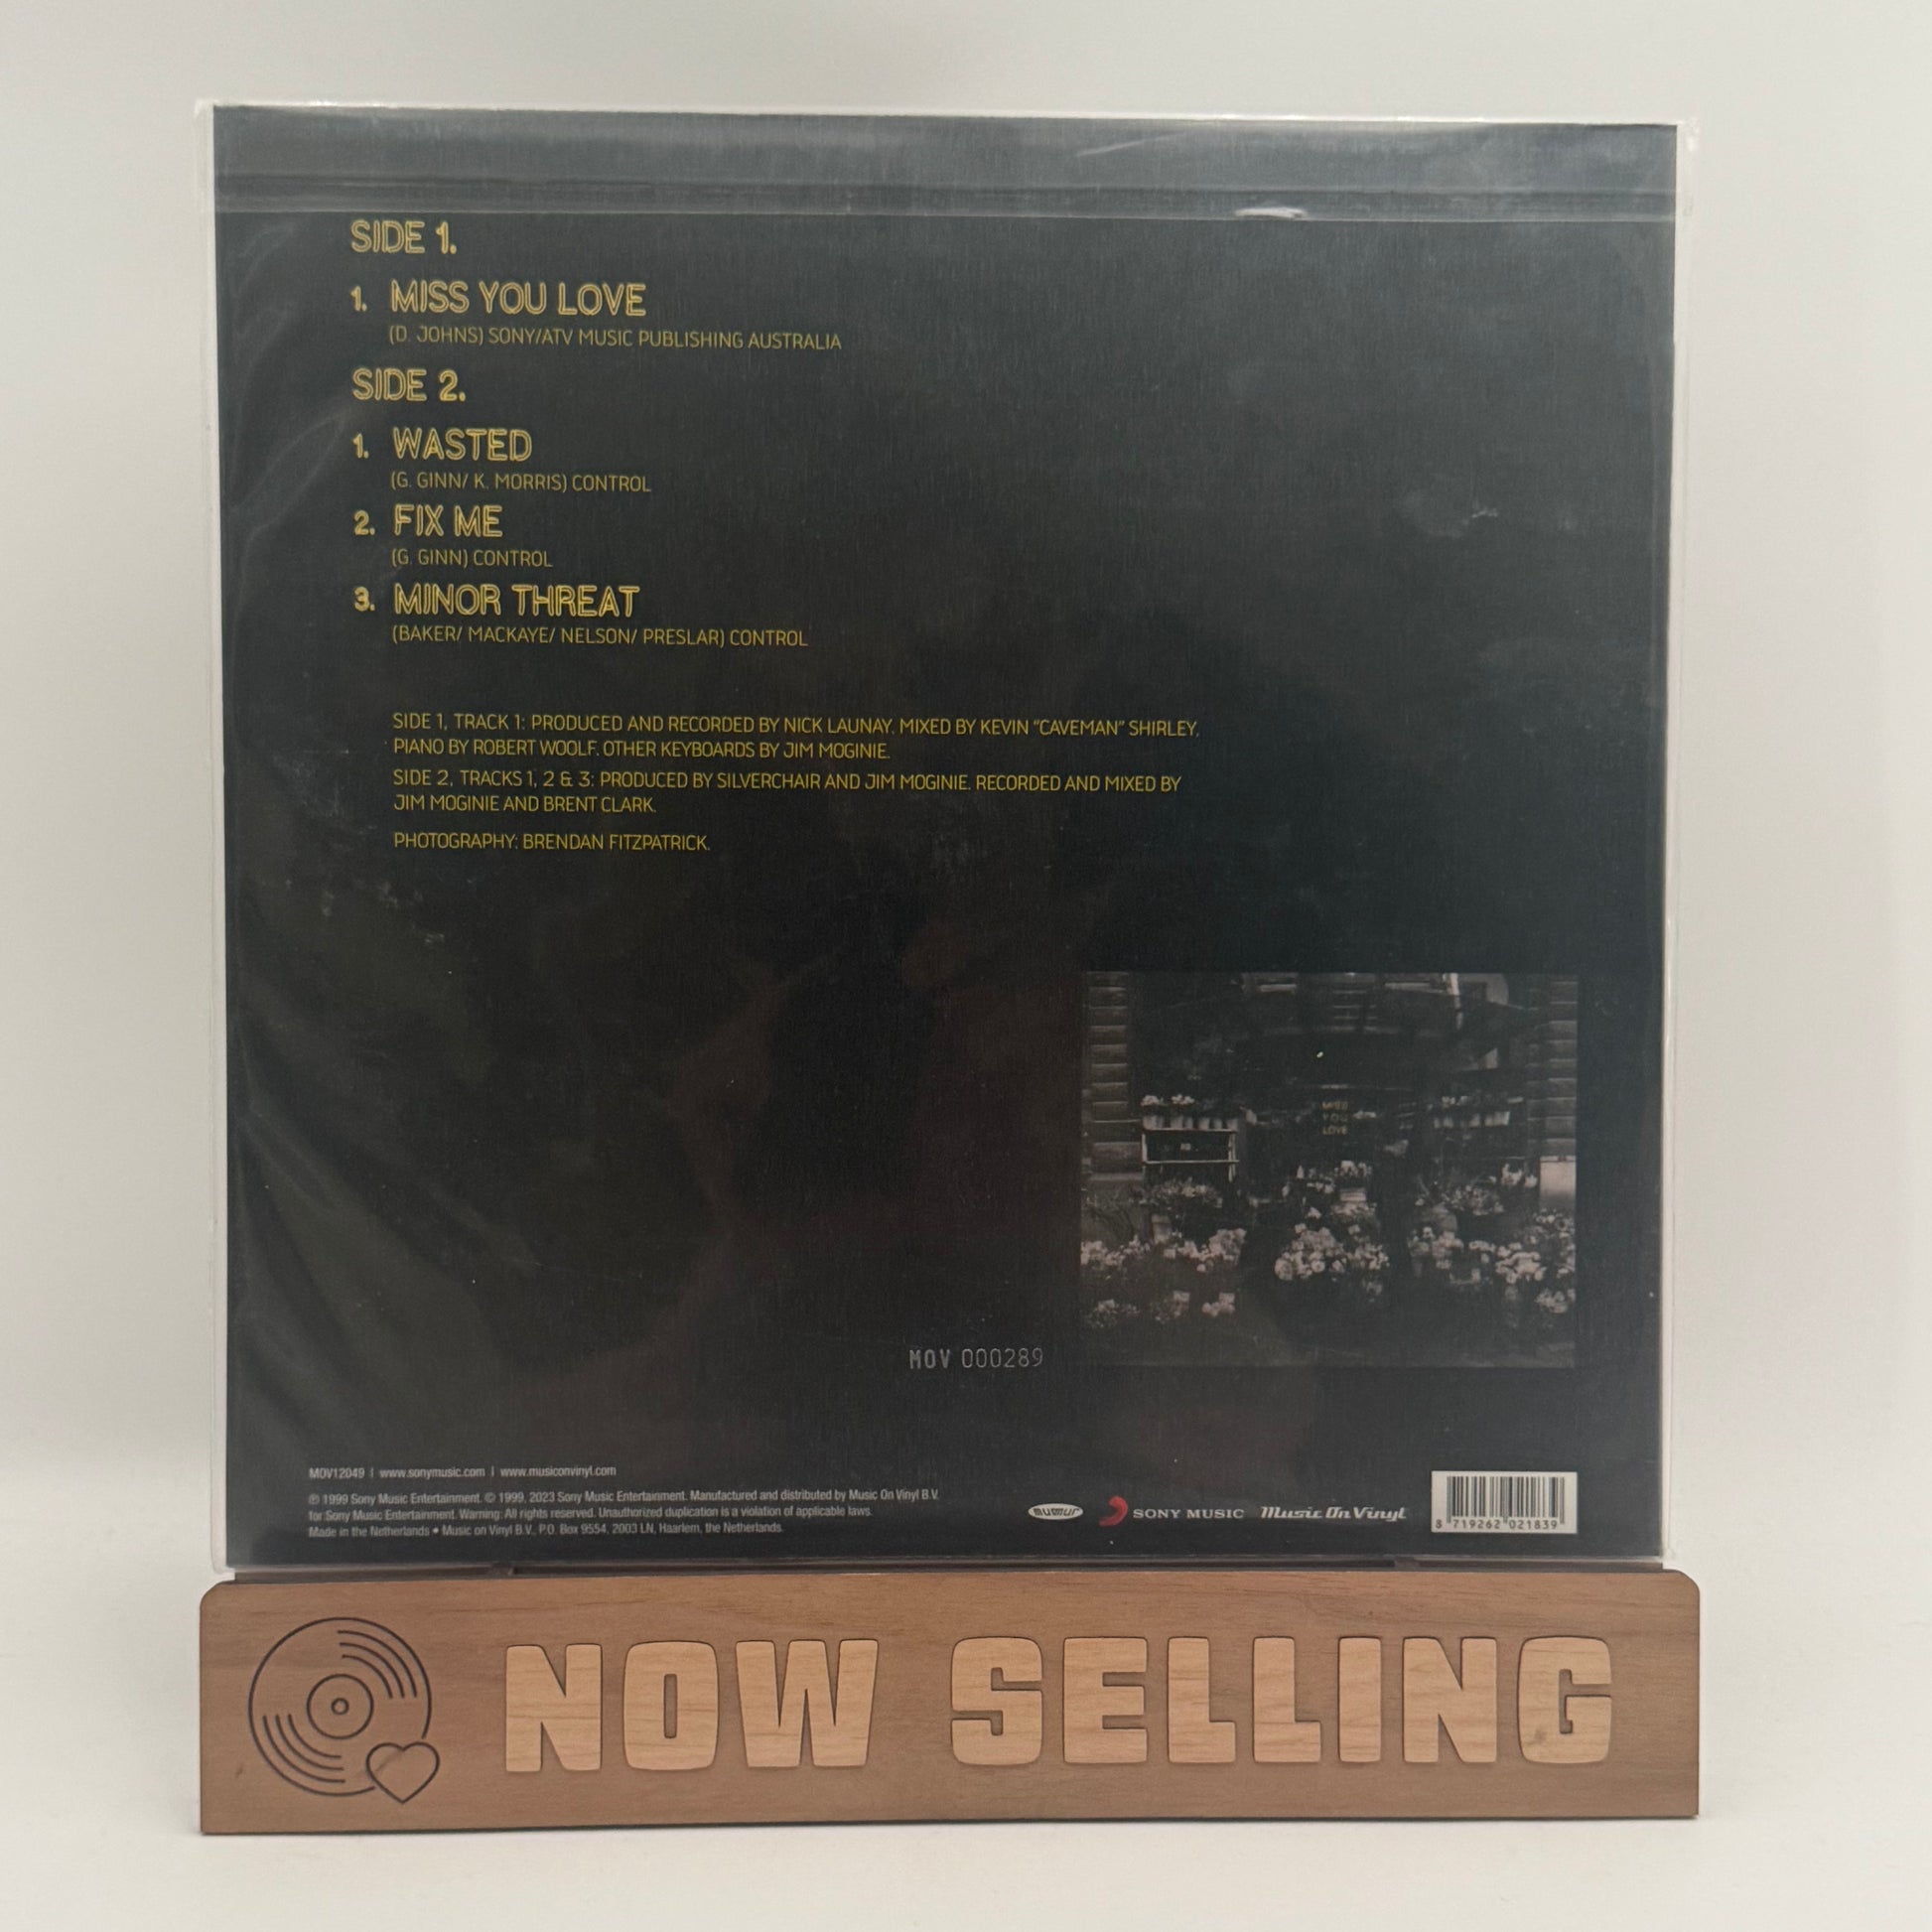 SIDE 1.
1. MISS YOU LOVE
(D. JOHNS) SONY/ATV MUSIC PUBLISHING AUSTRALIA
SIDE 2.
1. WASTED
(G. GINN/ K. MORRIS) CONTROL
2. FIX ME
(G. GINN) CONTROL
3. MINOR THREAT
(BAKER/ MACKAYE/ NELSON/ PRESLAR) CONTROL
SIDE 1, TRACK 1: PRODUCED AND RECORDED BY NICK LAUNAY. MIXED BY KEVIN "CAVEMAN" SHIRLEY.
PIANO BY ROBERT WOOLF. OTHER KEYBOARDS BY JIM MOGINIE.
SIDE 2, TRACKS 1, 2 & 3: PRODUCED BY SILVERCHAIR AND JIM MOGINIE. RECORDED AND MIXED BY
JIM MOGINIE AND BRENT CLARK.
PHOTOGRAPHY: BRENDAN FITZPATRICK.
MISS
YOU
LOVE
MOV 000289
MOV12049 | www.sonymusic.com | www.musiconvinyl.com
℗ 1999 Sony Music Entertainment. © 1999, 2023 Sony Music Entertainment. Manufactured and distributed by Music On Vinyl B.V.
for Sony Music Entertainment. Warning: All rights reserved. Unauthorized duplication is a violation of applicable laws.
Made in the Netherlands • Music on Vinyl B.V., P.O. Box 9554, 2003 LN, Haarlem, the Netherlands.
murmur SONY MUSIC Music On Vinyl
8 719262 021839
NOW SELLING